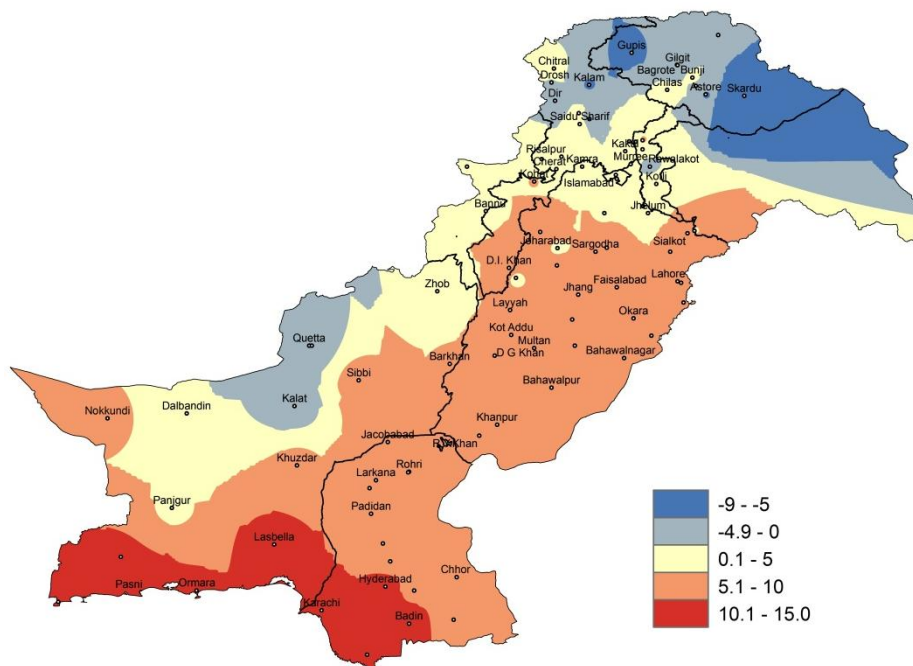 Gupis
Gilgit
Chitral
Bagrote
Bunji
Drosh
Kalam
Chilas
Astore
Skardu
Dir
Saidu Sharif
Kakul
Risalpur
Murree
Rawalakot
Cherat
Kamra
Kohat
Islamabad
Kotli
Bannu
Jhelum
Joharabad
Sargodha
Sialkot
D.I. Khan
Zhob
Jhang
Faisalabad
Lahore
Layyah
Okara
Kot Addu
Quetta
Multan
Barkhan
D G Khan
Bahawalnagar
Sibbi
Bahawalpur
Kalat
Nokkundi
Dalbandin
Khanpur
Jacobabad
R.Y.Khan
Khuzdar
Rohri
Larkana
Panjgur
Padidan
Lasbella
Pasni
Ormara
Hyderabad
Chhor
Karachi
Badin
-9 - -5
-4.9 - 0
0.1 - 5
5.1 - 10
10.1 - 15.0